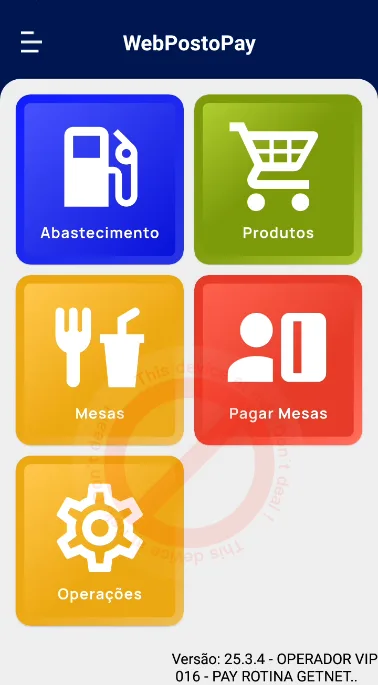 WebPostoPay
Abastecimento
Produtos
Mesas
Pagar Mesas
Operações
Versão: 25.3.4 - OPERADOR VIP
016 - PAY ROTINA GETNET..